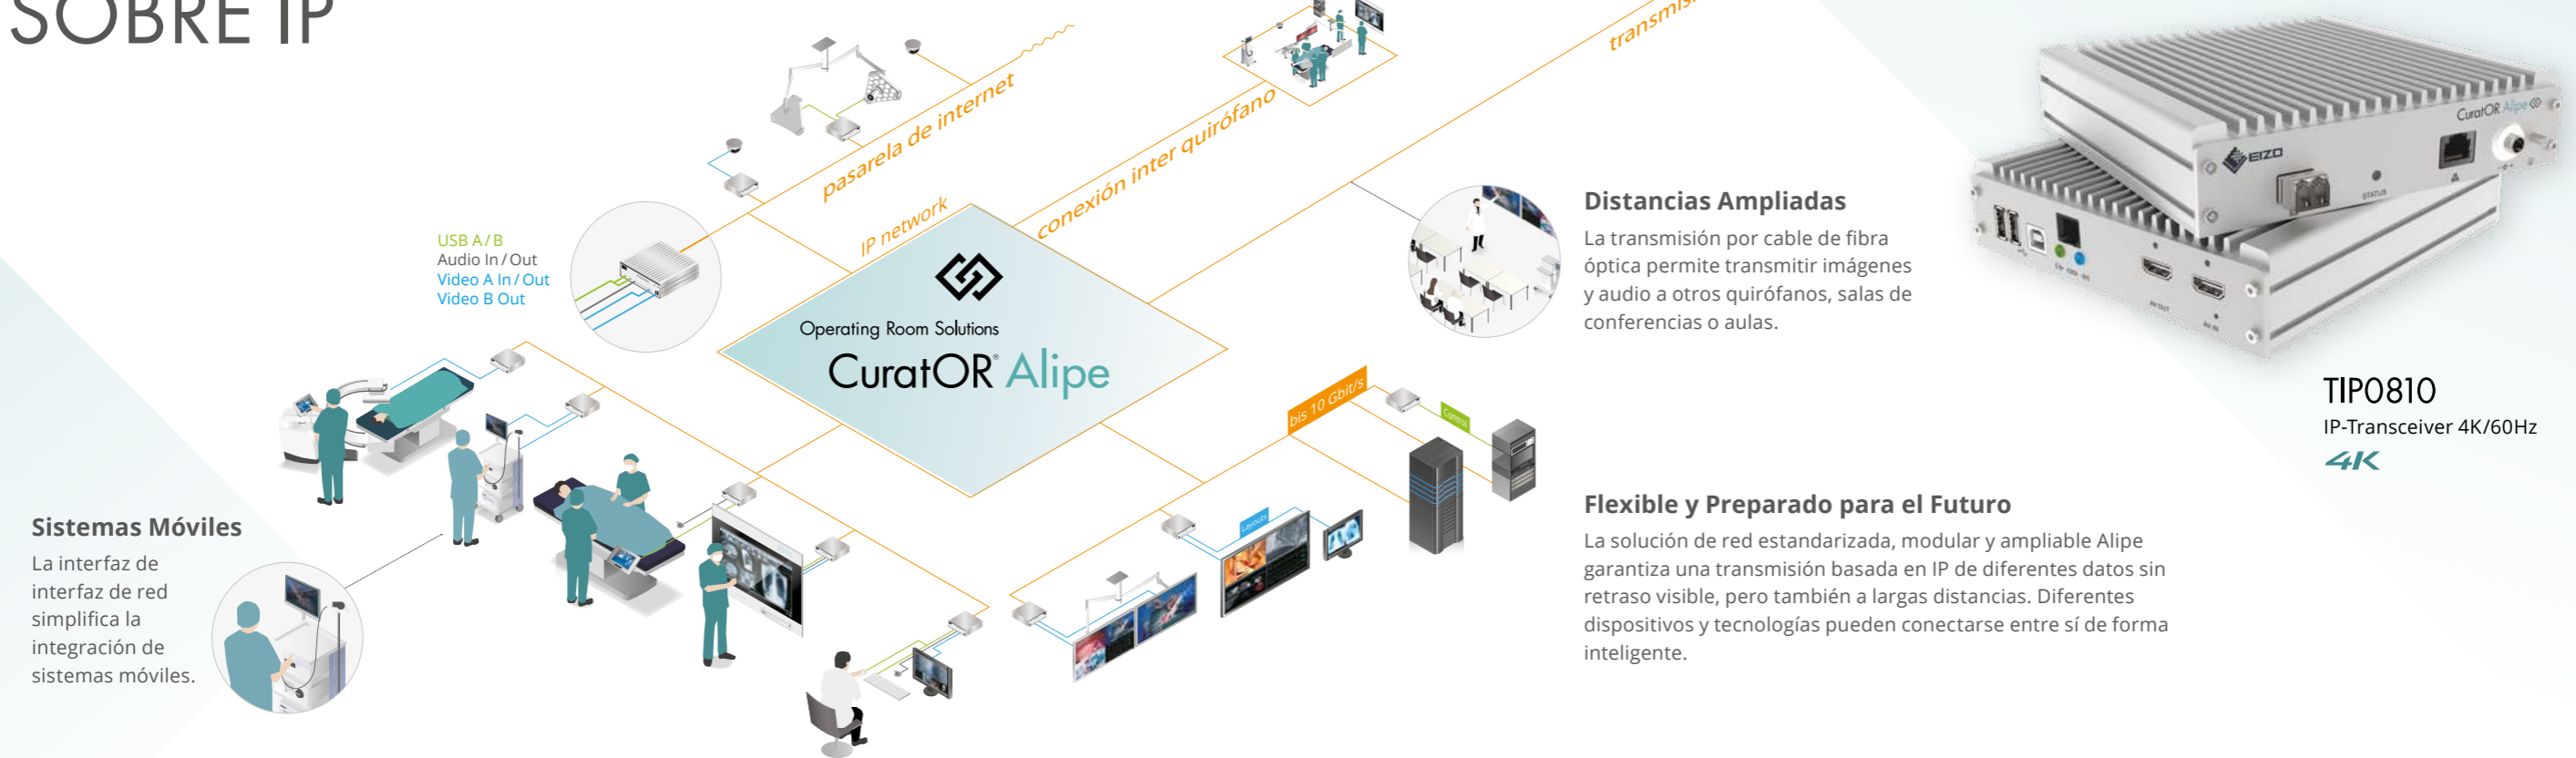 SOBRE IP
pasarela de internet
conexión inter quirófano
transmis
IP network
USB A / B
Audio In / Out
Video A In / Out
Video B Out
Operating Room Solutions
CuratOR® Alipe
Distancias Ampliadas
La transmisión por cable de fibra
óptica permite transmitir imágenes
y audio a otros quirófanos, salas de
conferencias o aulas.
CuratOR Alipe
EIZO
STATUS
AV OUT
AV IN
TIP0810
IP-Transceiver 4K/60Hz
4K
bis 10 Gbit/s
Control
Layouts
Sistemas Móviles
La interfaz de
interfaz de red
simplifica la
integración de
sistemas móviles.
Flexible y Preparado para el Futuro
La solución de red estandarizada, modular y ampliable Alipe
garantiza una transmisión basada en IP de diferentes datos sin
retraso visible, pero también a largas distancias. Diferentes
dispositivos y tecnologías pueden conectarse entre sí de forma
inteligente.